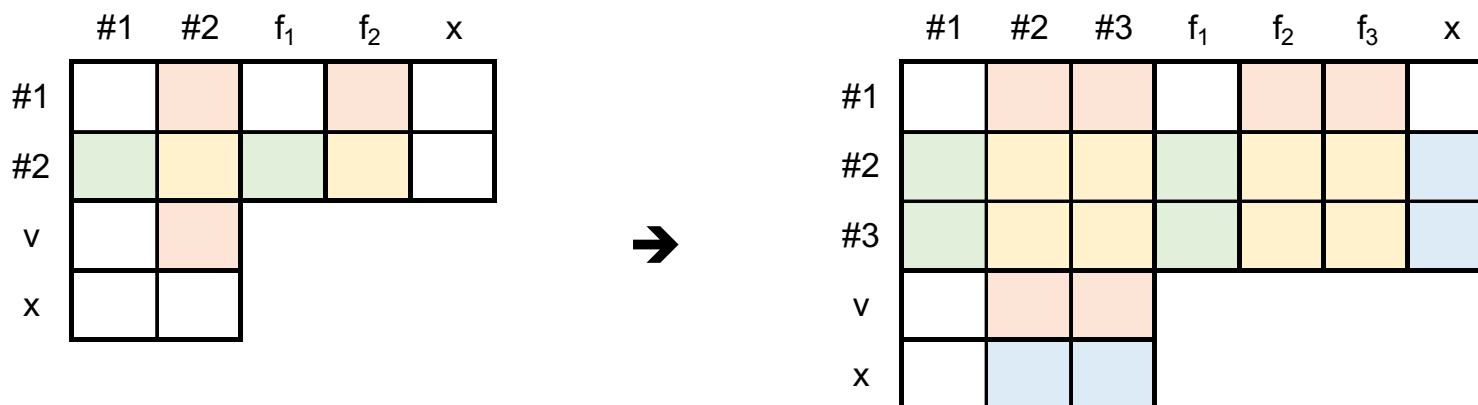 #1 #2 f₁ f₂ x #1 #2 #3 f₁ f₂ f₃ x
#1 #1
#2 #2
#3
v
v
x
x